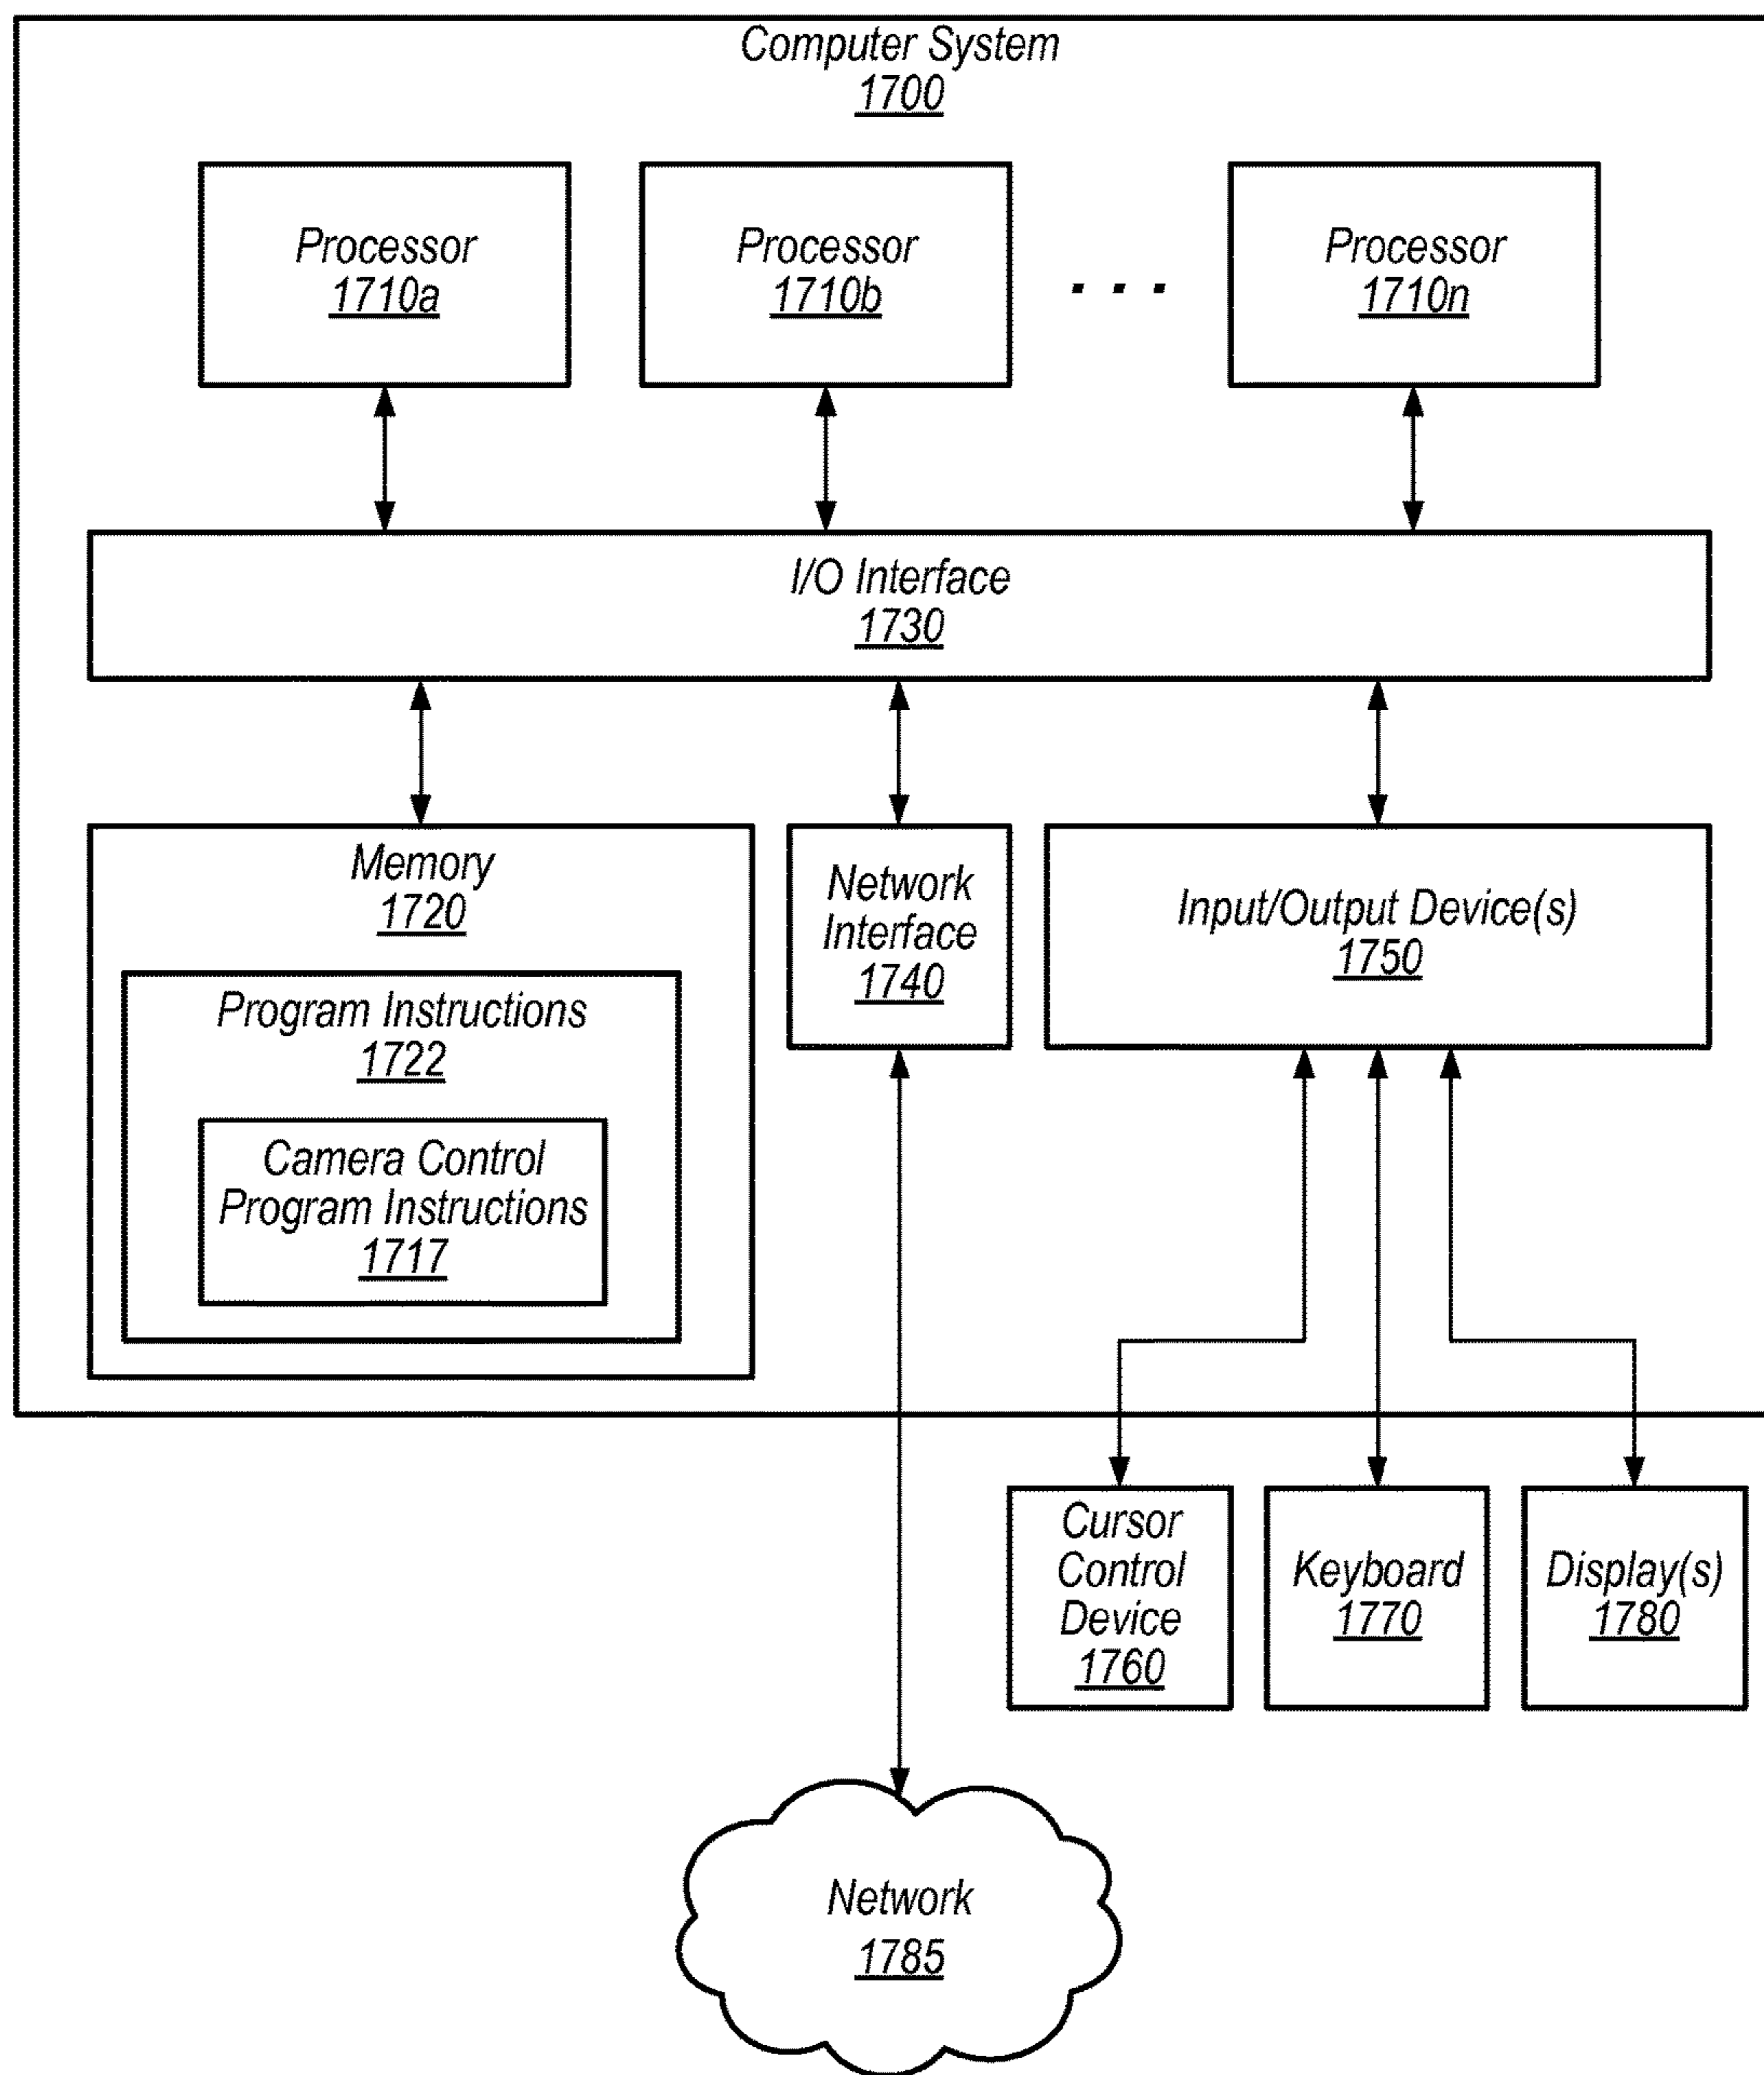 Computer System
1700
Processor
1710a
Processor
1710b
. . .
Processor
1710n
I/O Interface
1730
Memory
1720
Program Instructions
1722
Camera Control
Program Instructions
1717
Network
Interface
1740
Input/Output Device(s)
1750
Cursor
Control
Device
1760
Keyboard
1770
Display(s)
1780
Network
1785